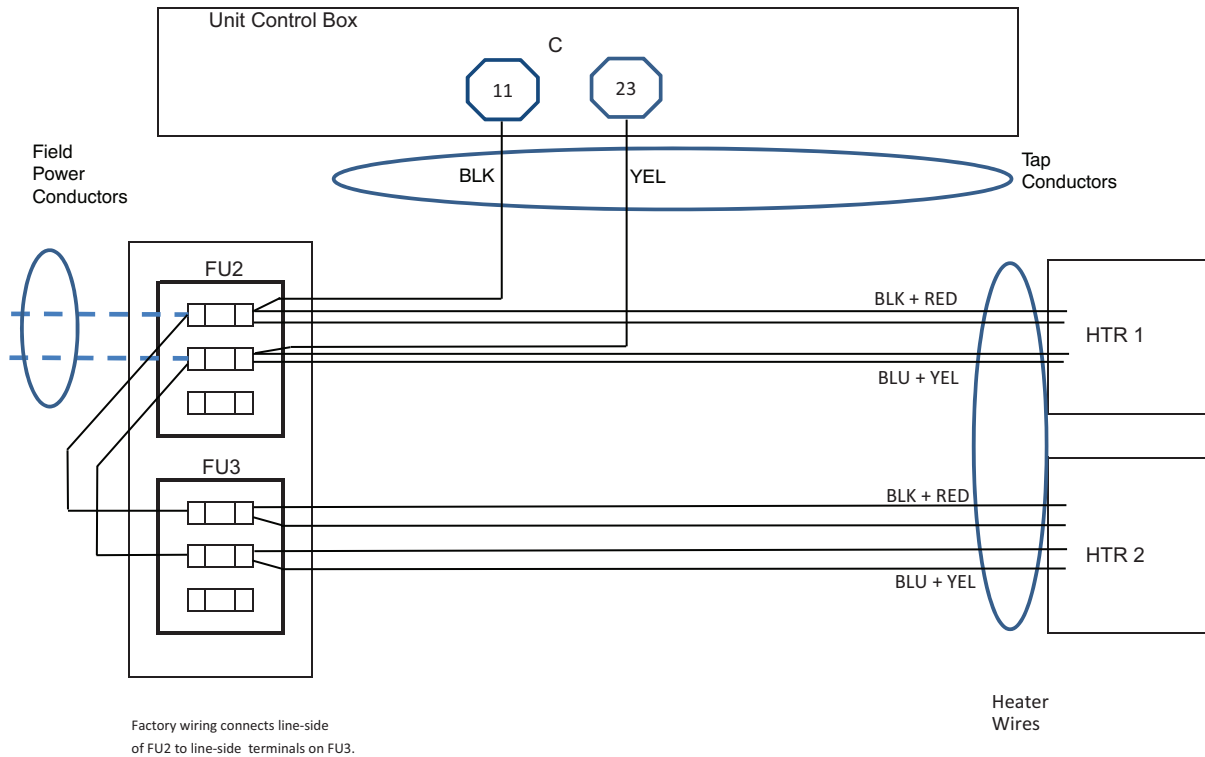 Unit Control Box
C
11
23
Field
Power
Conductors
BLK
YEL
Tap
Conductors
FU2
BLK + RED
HTR 1
BLU + YEL
FU3
BLK + RED
HTR 2
BLU + YEL
Heater
Wires
Factory wiring connects line-side
of FU2 to line-side terminals on FU3.